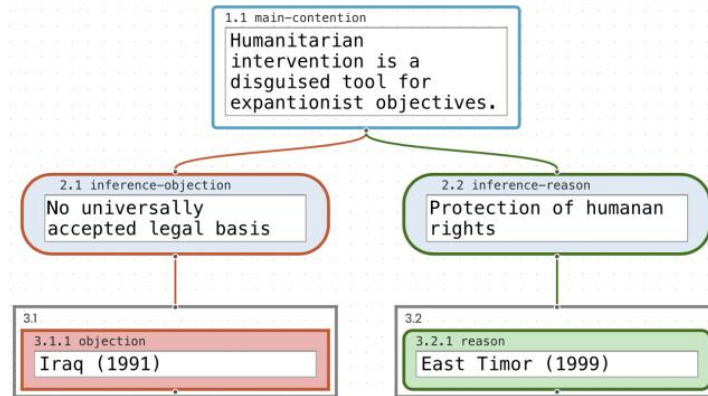 1.1 main-contention
Humanitarian
intervention is a
disguised tool for
expantionist objectives.
2.1 inference-objection
No universally
accepted legal basis
2.2 inference-reason
Protection of humanan
rights
3.1
3.1.1 objection
Iraq (1991)
3.2
3.2.1 reason
East Timor (1999)